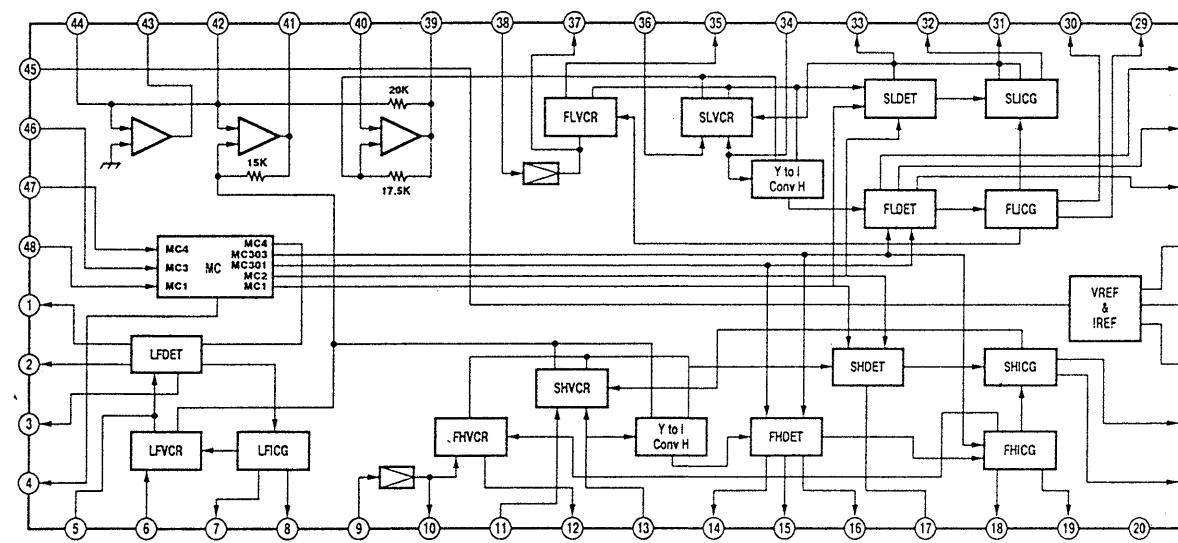 44 43 42 41 40 39 38 37 36 35 34 33 32 31 30 29
45
20K
SLDET SLICG
FLVCR SLVCR
46
15K
17.5K
Y to I
Conv H
47
FLDET FLICG
48
MC4 MC4
MC303
MC3 MC MC301
MC2
MC1 MC1
VREF
&
IREF
1
LFDET
2
SHDET SHICG
SHVCR
3
LFVCR LFICG
FHVCR
Y to I
Conv H
FHDET
FHICG
4
5 6 7 8 9 10 11 12 13 14 15 16 17 18 19 20